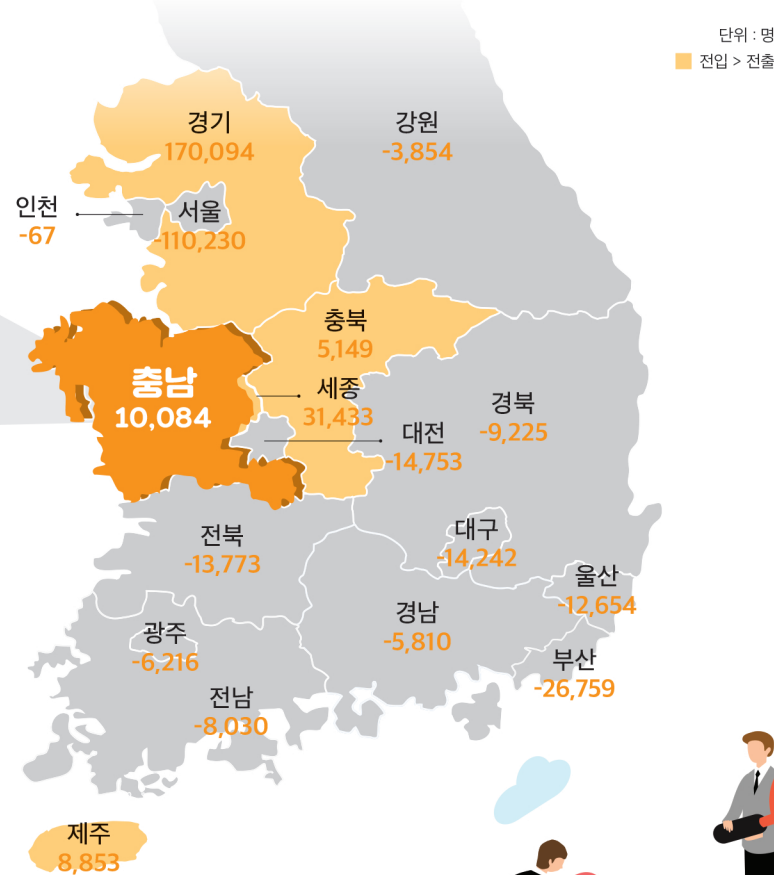 단위 : 명
전입 > 전출
경기
170,094
강원
-3,854
인천
-67
서울
-110,230
충북
5,149
충남
10,084
세종
31,433
경북
-9,225
대전
-14,753
전북
-13,773
대구
-14,242
울산
-12,654
경남
-5,810
광주
-6,216
부산
-26,759
전남
-8,030
제주
8,853